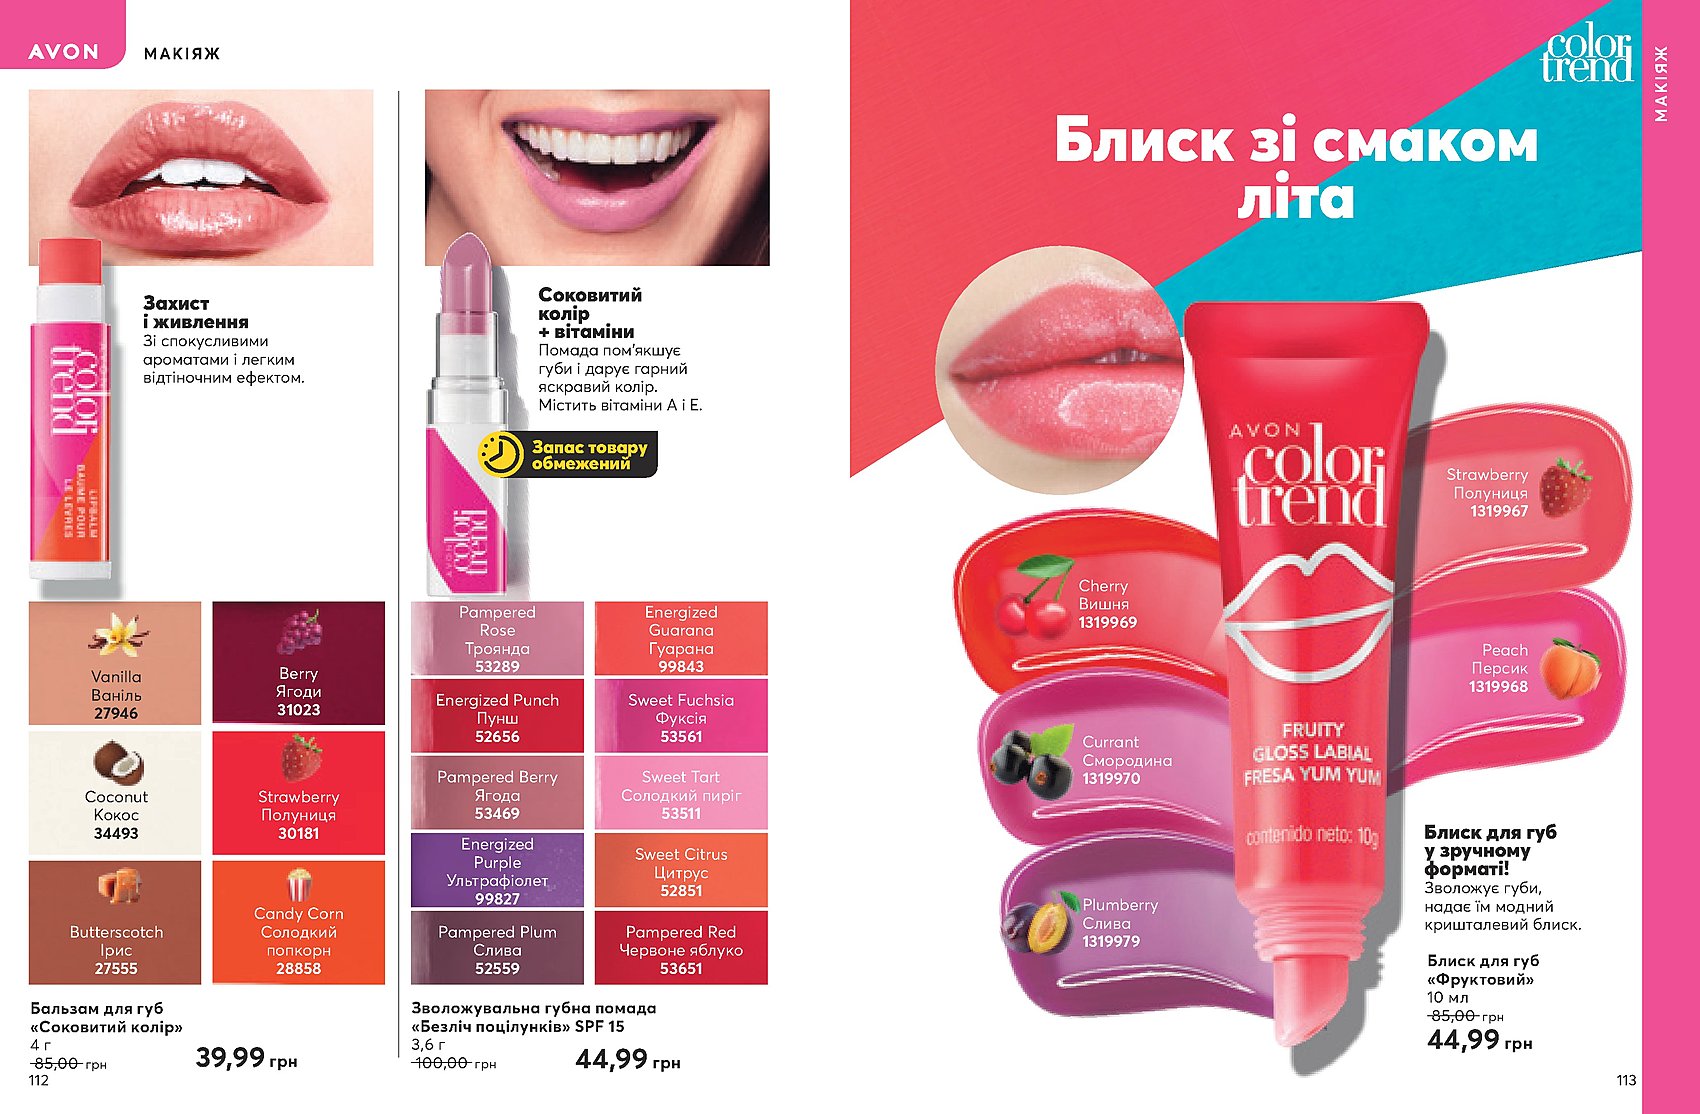 AVON
МАКІЯЖ
Захист
і живлення
Зі спокусливими
ароматами і легким
відтіночним ефектом.
color
trend
LIP BALM
BAUME POUR
LE LEVRES
Vanilla
Ваніль
27946
Berry
Ягоди
31023
Coconut
Кокос
34493
Strawberry
Полуниця
30181
Butterscotch
Ірис
27555
Candy Corn
Солодкий
попкорн
28858
Бальзам для губ
«Соковитий колір»
4 г
85,00 грн
39,99 грн
112
Соковитий
колір
+ вітаміни
Помада пом'якшує
губи і дарує гарний
яскравий колір.
Містить вітаміни А і Е.
Запас товару
обмежений
color
trend
Pampered
Rose
Троянда
53289
Energized
Guarana
Гуарана
99843
Energized Punch
Пунш
52656
Sweet Fuchsia
Фуксія
53561
Pampered Berry
Ягода
53469
Sweet Tart
Солодкий пиріг
53511
Energized
Purple
Ультрафіолет
99827
Sweet Citrus
Цитрус
52851
Pampered Plum
Слива
52559
Pampered Red
Червоне яблуко
53651
Зволожувальна губна помада
«Безліч поцілунків» SPF 15
3,6 г
100,00 грн
44,99 грн
color
trend
МАКІЯЖ
Блиск зі смаком
літа
AVON
color
trend
FRUITY
GLOSS LABIAL
FRESA YUM YUM
contenido neto: 10g
Strawberry
Полуниця
1319967
Cherry
Вишня
1319969
Peach
Персик
1319968
Currant
Смородина
1319970
Plumberry
Слива
1319979
Блиск для губ
у зручному
форматі!
Зволожує губи,
надає їм модний
кришталевий блиск.
Блиск для губ
«Фруктовий»
10 мл
85,00 грн
44,99 грн
113